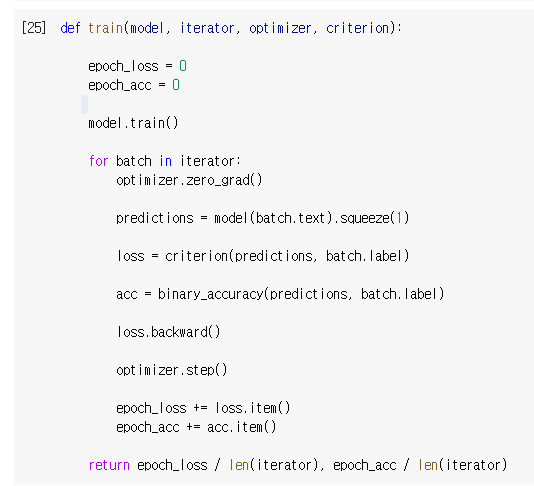 [25] def train(model, iterator, optimizer, criterion):
epoch_loss = 0
epoch_acc = 0
model.train()
for batch in iterator:
optimizer.zero_grad()
predictions = model(batch.text).squeeze(1)
loss = criterion(predictions, batch.label)
acc = binary_accuracy(predictions, batch.label)
loss.backward()
optimizer.step()
epoch_loss += loss.item()
epoch_acc += acc.item()
return epoch_loss / len(iterator), epoch_acc / len(iterator)